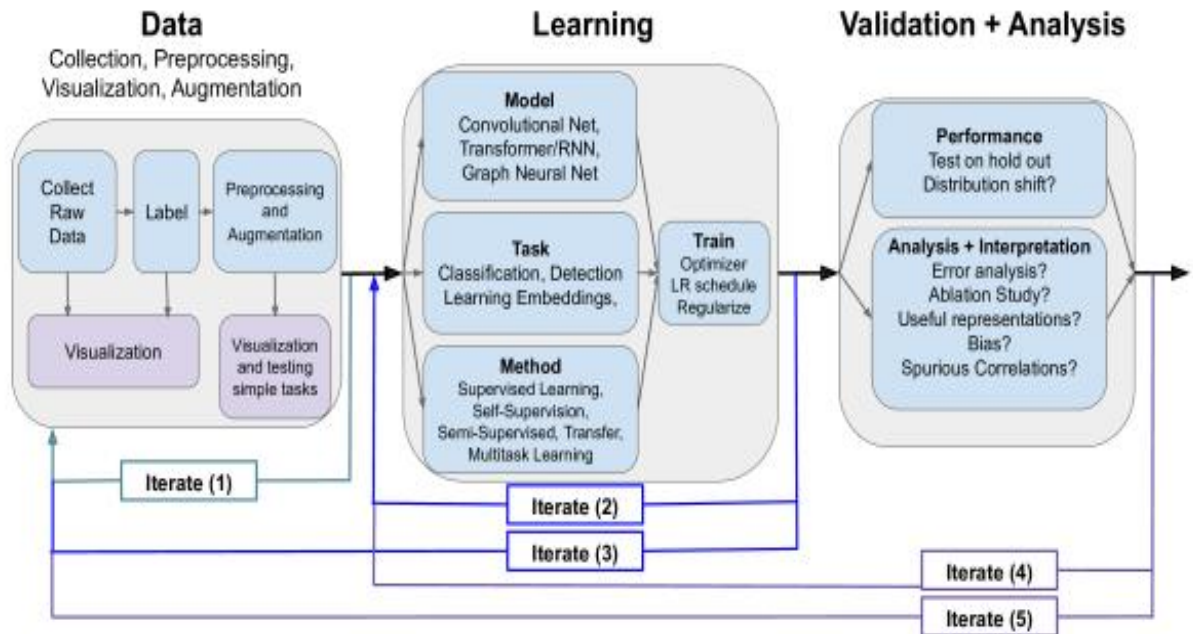 Data
Collection, Preprocessing,
Visualization, Augmentation
Collect
Raw
Data
Label
Preprocessing
and
Augmentation
Visualization
Visualization
and testing
simple tasks
Learning
Model
Convolutional Net,
Transformer/RNN,
Graph Neural Net
Task
Classification, Detection
Learning Embeddings,
Method
Supervised Learning,
Self-Supervision,
Semi-Supervised, Transfer,
Multitask Learning
Train
Optimizer
LR schedule
Regularize
Validation + Analysis
Performance
Test on hold out
Distribution shift?
Analysis + Interpretation
Error analysis?
Ablation Study?
Useful representations?
Bias?
Spurious Correlations?
Iterate (1)
Iterate (2)
Iterate (3)
Iterate (4)
Iterate (5)